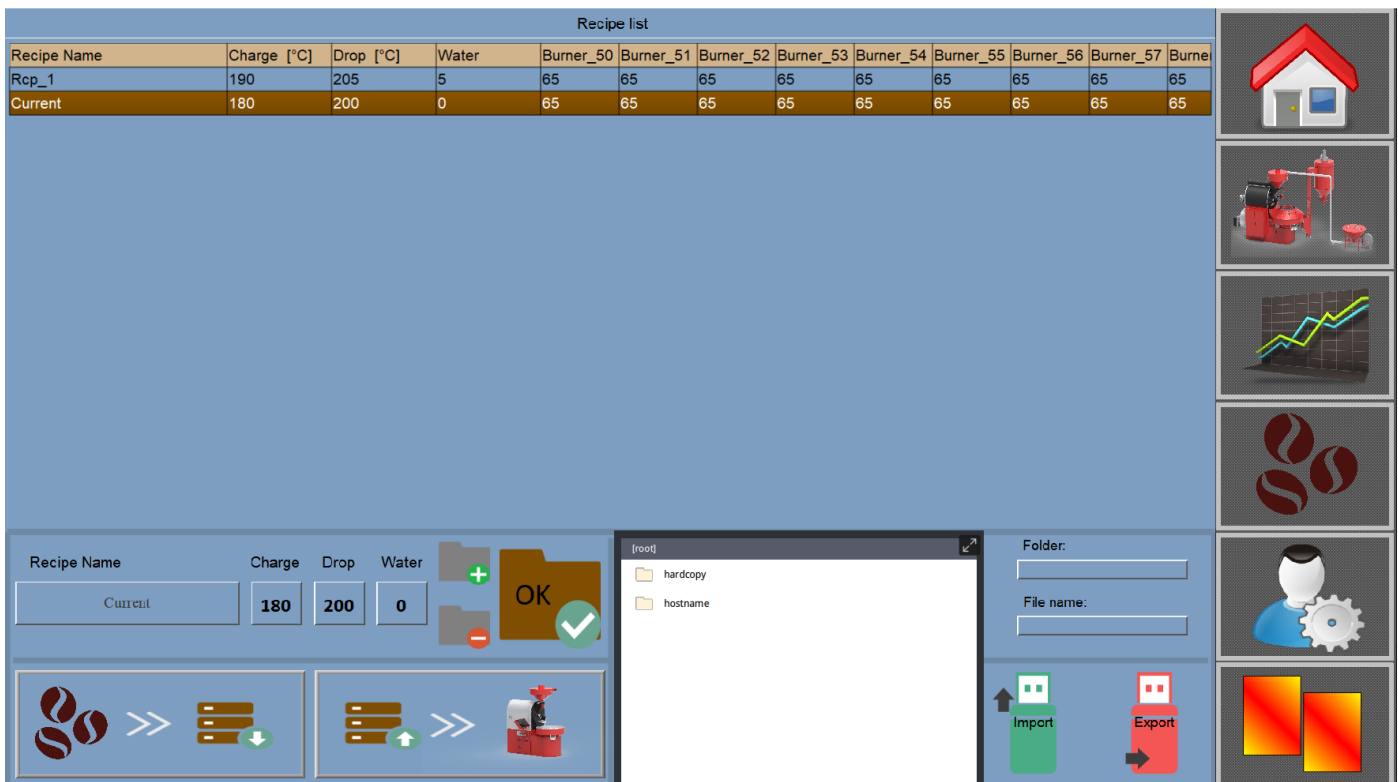 Recipe list
Recipe Name Charge [°C] Drop [°C] Water Burner_50 Burner_51 Burner_52 Burner_53 Burner_54 Burner_55 Burner_56 Burner_57 Burner
Rcp_1 190 205 5 65 65 65 65 65 65 65 65 65
Current 180 200 0 65 65 65 65 65 65 65 65 65
Recipe Name Charge Drop Water
Current 180 200 0
OK
[root]
hardcopy
hostname
Folder:
File name:
Import Export